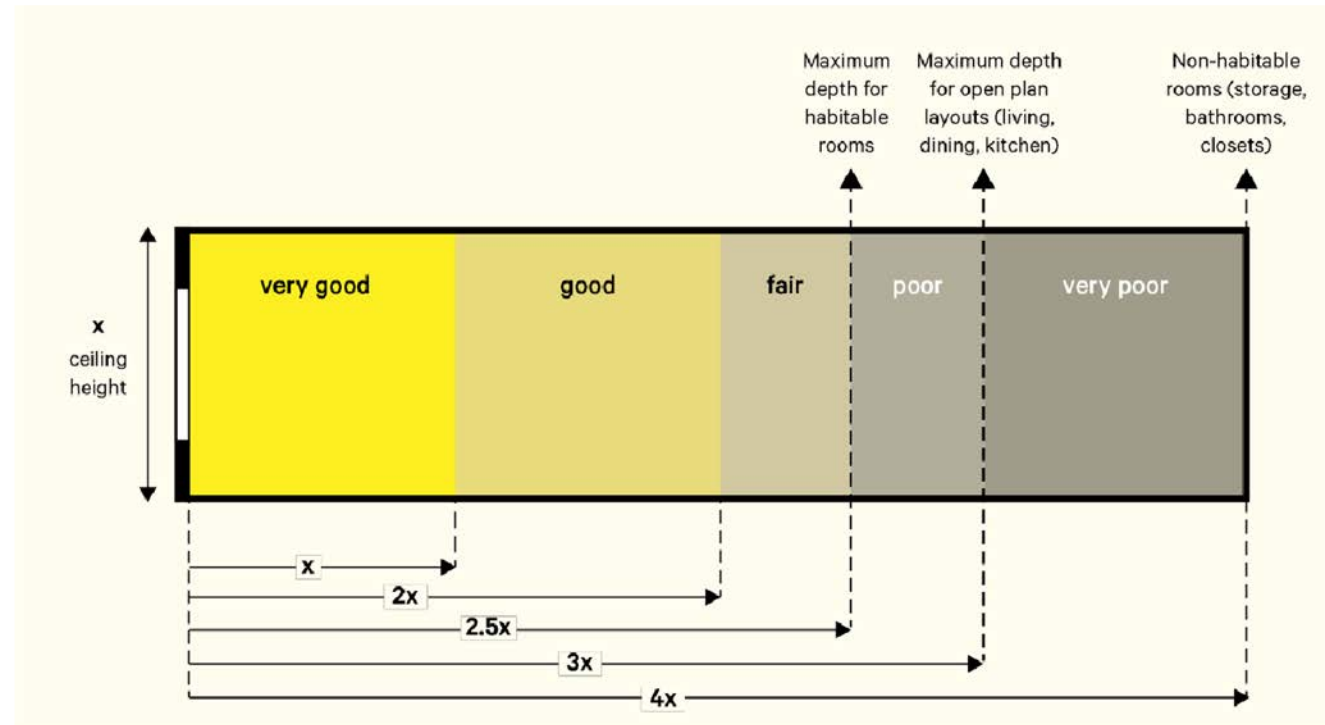 Maximum
depth for
habitable
rooms
Maximum depth
for open plan
layouts (living,
dining, kitchen)
Non-habitable
rooms (storage,
bathrooms,
closets)
very good
good
fair
poor
very poor
x
ceiling
height
x
2x
2.5x
3x
4x